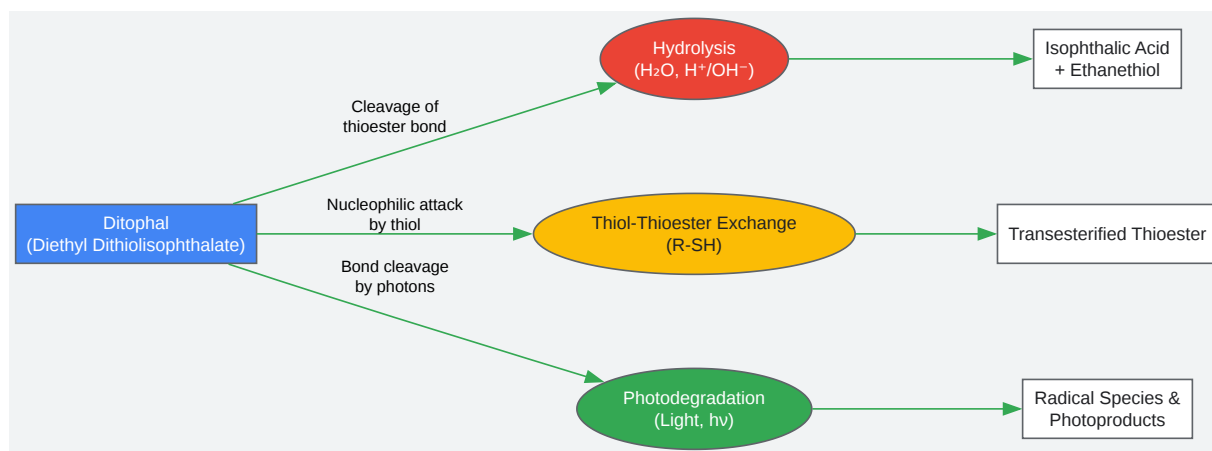 Hydrolysis
(H₂O, H⁺/OH⁻)
Isophthalic Acid
+ Ethanethiol
Cleavage of
thioester bond
Ditophal
(Diethyl Dithiolisophthalate)
Nucleophilic attack
by thiol
Thiol-Thioester Exchange
(R-SH)
Transesterified Thioester
Bond cleavage
by photons
Photodegradation
(Light, hν)
Radical Species &
Photoproducts